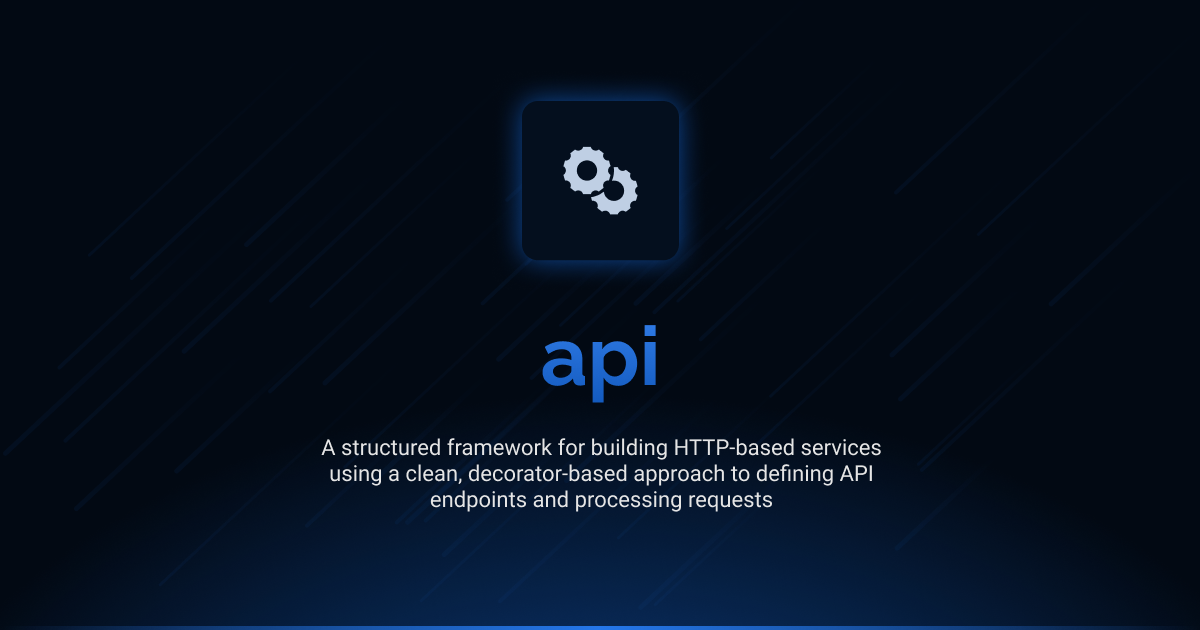 api
A structured framework for building HTTP-based services
using a clean, decorator-based approach to defining API
endpoints and processing requests